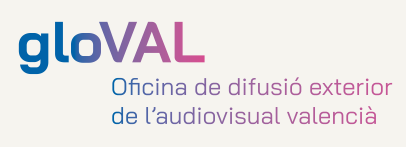 gloVAL
Oficina de difusió exterior
de l'audiovisual valencià